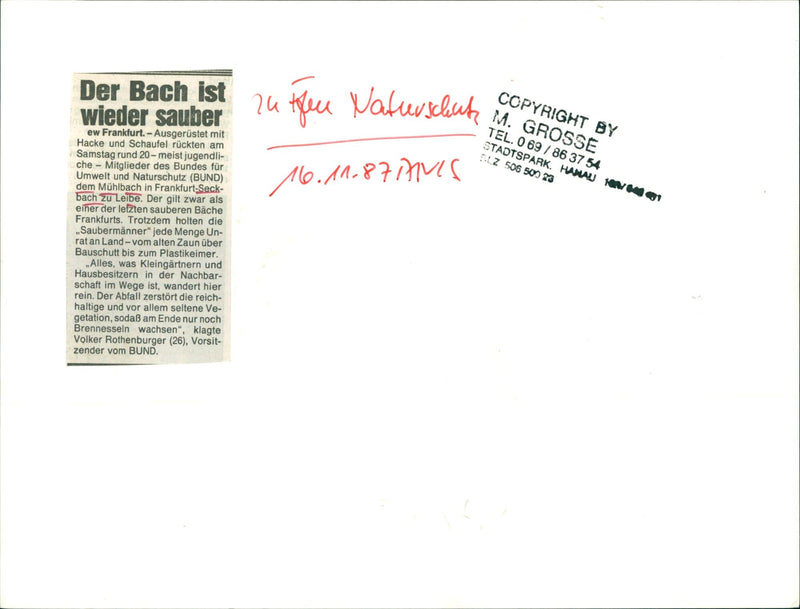 Der Bach ist
wieder sauber
ew Frankfurt. – Ausgerüstet mit
Hacke und Schaufel rückten am
Samstag rund 20 – meist jugendli-
che – Mitglieder des Bundes für
Umwelt und Naturschutz (BUND)
dem Mühlbach in Frankfurt-Seck-
bach zu Leibe. Der gilt zwar als
einer der letzten sauberen Bäche
Frankfurts. Trotzdem holten die
„Saubermänner" jede Menge Un-
rat an Land – vom alten Zaun über
Bauschutt bis zum Plastikeimer.
„Alles, was Kleingärtnern und
Hausbesitzern in der Nachbar-
schaft im Wege ist, wandert hier
rein. Der Abfall zerstört die reich-
haltige und vor allem seltene Ve-
getation, sodaß am Ende nur noch
Brennesseln wachsen", klagte
Volker Rothenburger (26), Vorsit-
zender vom BUND.
zu Naturschutz
16.11.87
COPYRIGHT BY
M. GROSSE
TEL. 069/863754
STADTSPARK. HANAU
BLZ 506 500 23